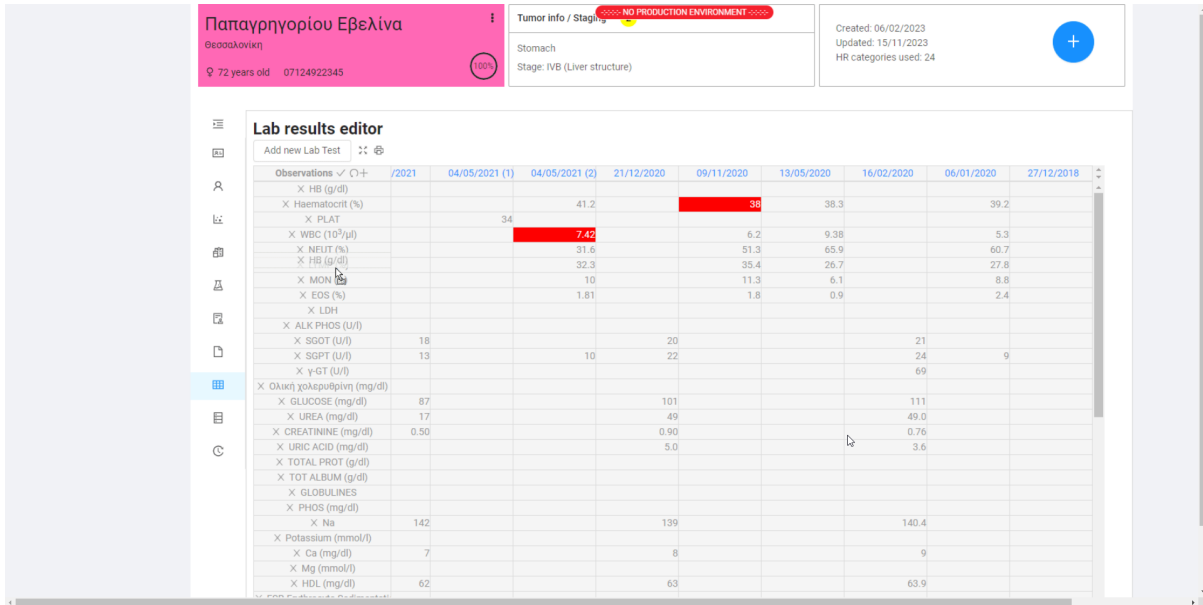 Παπαγρηγορίου Εβελίνα
Θεσσαλονίκη
72 years old 07124922345
100%
Tumor info / Staging
NO PRODUCTION ENVIRONMENT
Stomach
Stage: IVB (Liver structure)
Created: 06/02/2023
Updated: 15/11/2023
HR categories used: 24
Lab results editor
Add new Lab Test
Observations /2021 04/05/2021 (1) 04/05/2021 (2) 21/12/2020 09/11/2020 13/05/2020 16/02/2020 06/01/2020 27/12/2018
HB (g/dl)
Haematocrit (%) 41.2 38 38.3 39.2
PLAT 34
WBC (10³/μl) 7.42 6.2 9.38 5.3
NEUT (%) 31.6 51.3 65.9 60.7
HB (g/dl) 32.3 35.4 26.7 27.8
MON 10 11.3 6.1 8.8
EOS (%) 1.81 1.8 0.9 2.4
LDH
ALK PHOS (U/l)
SGOT (U/l) 18 20 21
SGPT (U/l) 13 10 22 24 9
γ-GT (U/l) 69
Ολική χολερυθρίνη (mg/dl)
GLUCOSE (mg/dl) 87 101 111
UREA (mg/dl) 17 49 49.0
CREATININE (mg/dl) 0.50 0.90 0.76
URIC ACID (mg/dl) 5.0 3.6
TOTAL PROT (g/dl)
TOT ALBUM (g/dl)
GLOBULINES
PHOS (mg/dl)
Na 142 139 140.4
Potassium (mmol/l)
Ca (mg/dl) 7 8 9
Mg (mmol/l)
HDL (mg/dl) 62 63 63.9